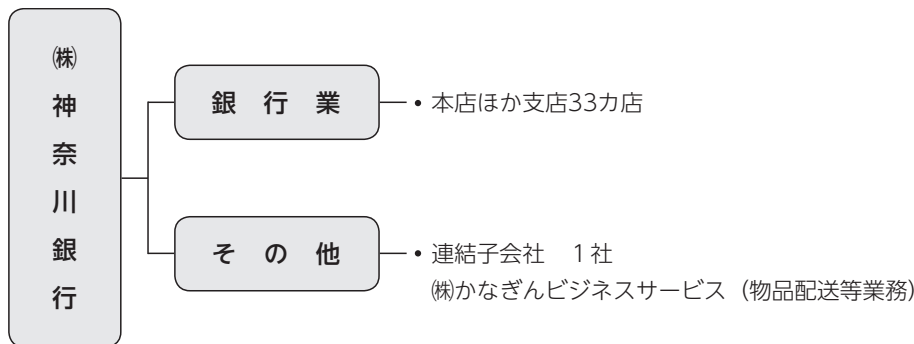 ㈱神奈川銀行
銀行業
• 本店ほか支店33カ店
その他
• 連結子会社 1社
㈱かなぎんビジネスサービス（物品配送等業務）